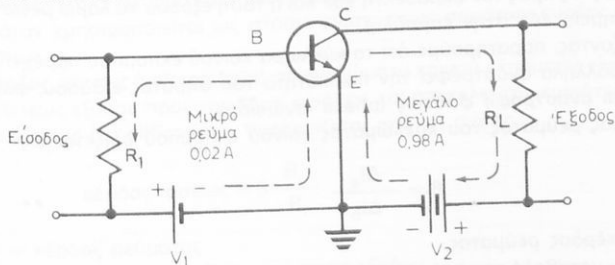 C
B
E
Είσοδος
R₁
Μικρό
ρεύμα
0,02 A
Μεγάλο
ρεύμα
0,98 A
RL
Έξοδος
+ -
- +
V₁
V₂